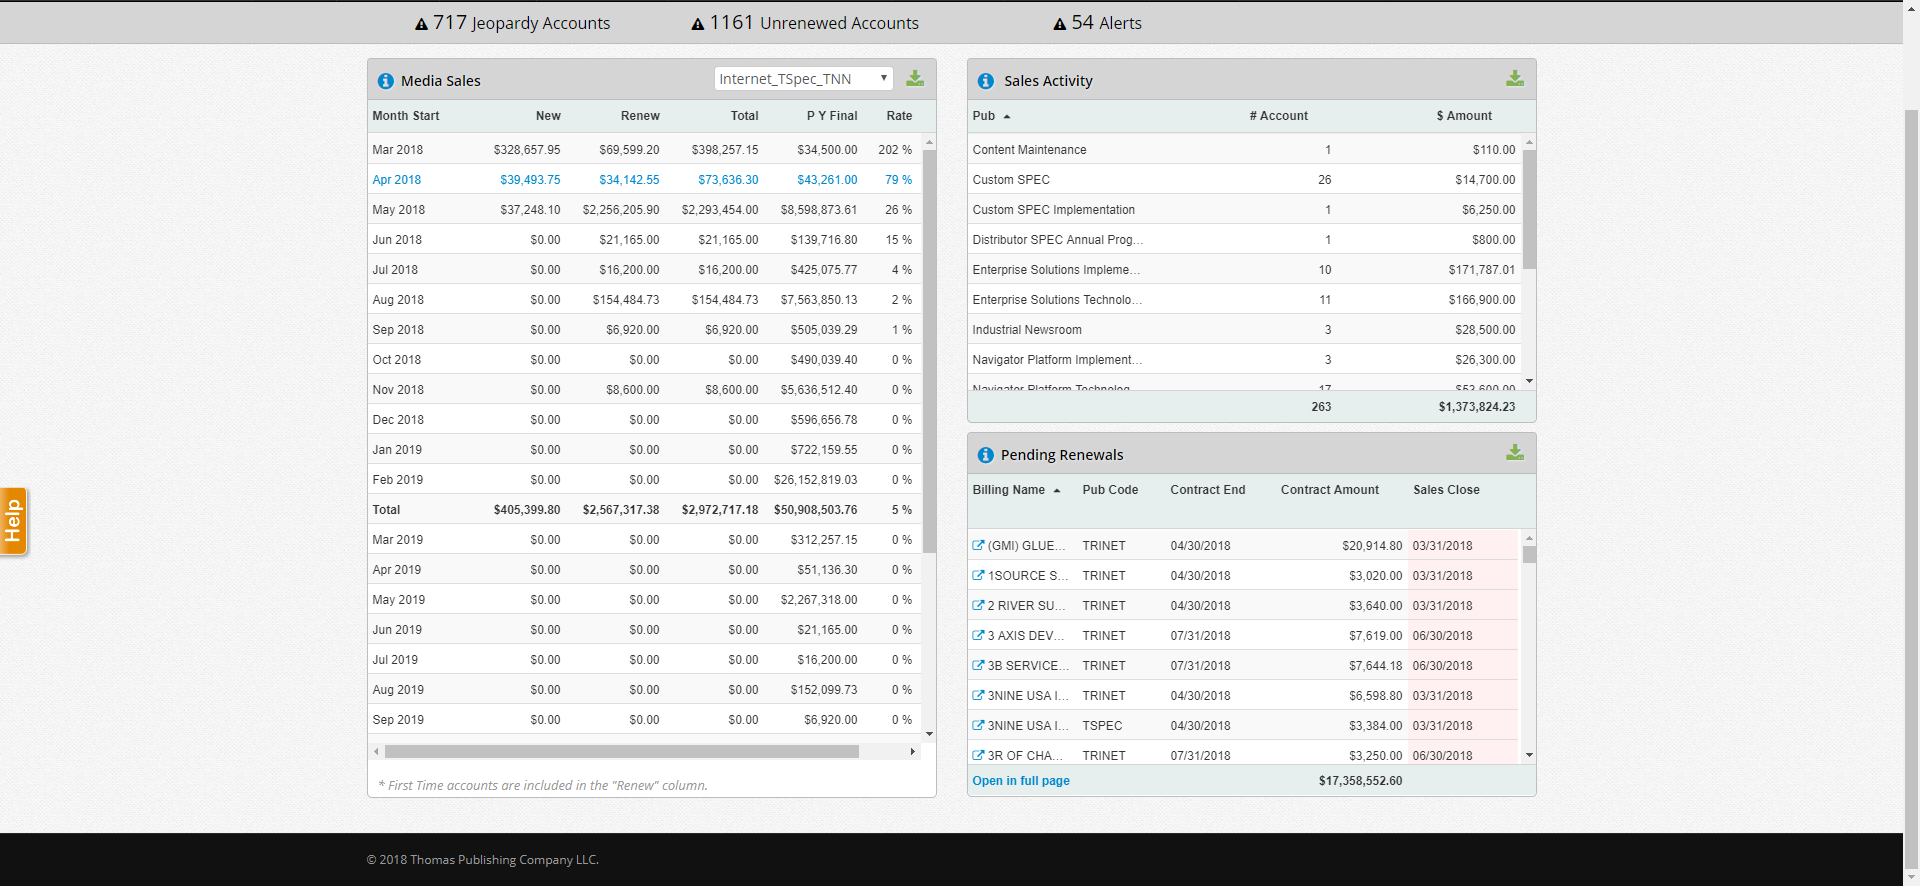 717 Jeopardy Accounts 1161 Unrenewed Accounts 54 Alerts
Media Sales Internet_TSpec_TNN
Month Start New Renew Total P Y Final Rate
Mar 2018 $328,657.95 $69,599.20 $398,257.15 $34,500.00 202 %
Apr 2018 $39,493.75 $34,142.55 $73,636.30 $43,261.00 79 %
May 2018 $37,248.10 $2,256,205.90 $2,293,454.00 $8,598,873.61 26 %
Jun 2018 $0.00 $21,165.00 $21,165.00 $139,716.80 15 %
Jul 2018 $0.00 $16,200.00 $16,200.00 $425,075.77 4 %
Aug 2018 $0.00 $154,484.73 $154,484.73 $7,563,850.13 2 %
Sep 2018 $0.00 $6,920.00 $6,920.00 $505,039.29 1 %
Oct 2018 $0.00 $0.00 $0.00 $490,039.40 0 %
Nov 2018 $0.00 $8,600.00 $8,600.00 $5,636,512.40 0 %
Dec 2018 $0.00 $0.00 $0.00 $596,656.78 0 %
Jan 2019 $0.00 $0.00 $0.00 $722,159.55 0 %
Feb 2019 $0.00 $0.00 $0.00 $26,152,819.03 0 %
Total $405,399.80 $2,567,317.38 $2,972,717.18 $50,908,503.76 5 %
Mar 2019 $0.00 $0.00 $0.00 $312,257.15 0 %
Apr 2019 $0.00 $0.00 $0.00 $51,136.30 0 %
May 2019 $0.00 $0.00 $0.00 $2,267,318.00 0 %
Jun 2019 $0.00 $0.00 $0.00 $21,165.00 0 %
Jul 2019 $0.00 $0.00 $0.00 $16,200.00 0 %
Aug 2019 $0.00 $0.00 $0.00 $152,099.73 0 %
Sep 2019 $0.00 $0.00 $0.00 $6,920.00 0 %
* First Time accounts are included in the "Renew" column.
Sales Activity
Pub # Account $ Amount
Content Maintenance 1 $110.00
Custom SPEC 26 $14,700.00
Custom SPEC Implementation 1 $6,250.00
Distributor SPEC Annual Prog... 1 $800.00
Enterprise Solutions Impleme... 10 $171,787.01
Enterprise Solutions Technolo... 11 $166,900.00
Industrial Newsroom 3 $28,500.00
Navigator Platform Implement... 3 $26,300.00
Navigator Platform Technolog... 17 $53,600.00
263 $1,373,824.23
Pending Renewals
Billing Name Pub Code Contract End Contract Amount Sales Close
(GMI) GLUE... TRINET 04/30/2018 $20,914.80 03/31/2018
1SOURCE S... TRINET 04/30/2018 $3,020.00 03/31/2018
2 RIVER SU... TRINET 04/30/2018 $3,640.00 03/31/2018
3 AXIS DEV... TRINET 07/31/2018 $7,619.00 06/30/2018
3B SERVICE... TRINET 07/31/2018 $7,644.18 06/30/2018
3NINE USA I... TRINET 04/30/2018 $6,598.80 03/31/2018
3NINE USA I... TSPEC 04/30/2018 $3,384.00 03/31/2018
3R OF CHA... TRINET 07/31/2018 $3,250.00 06/30/2018
Open in full page $17,358,552.60
Help
© 2018 Thomas Publishing Company LLC.